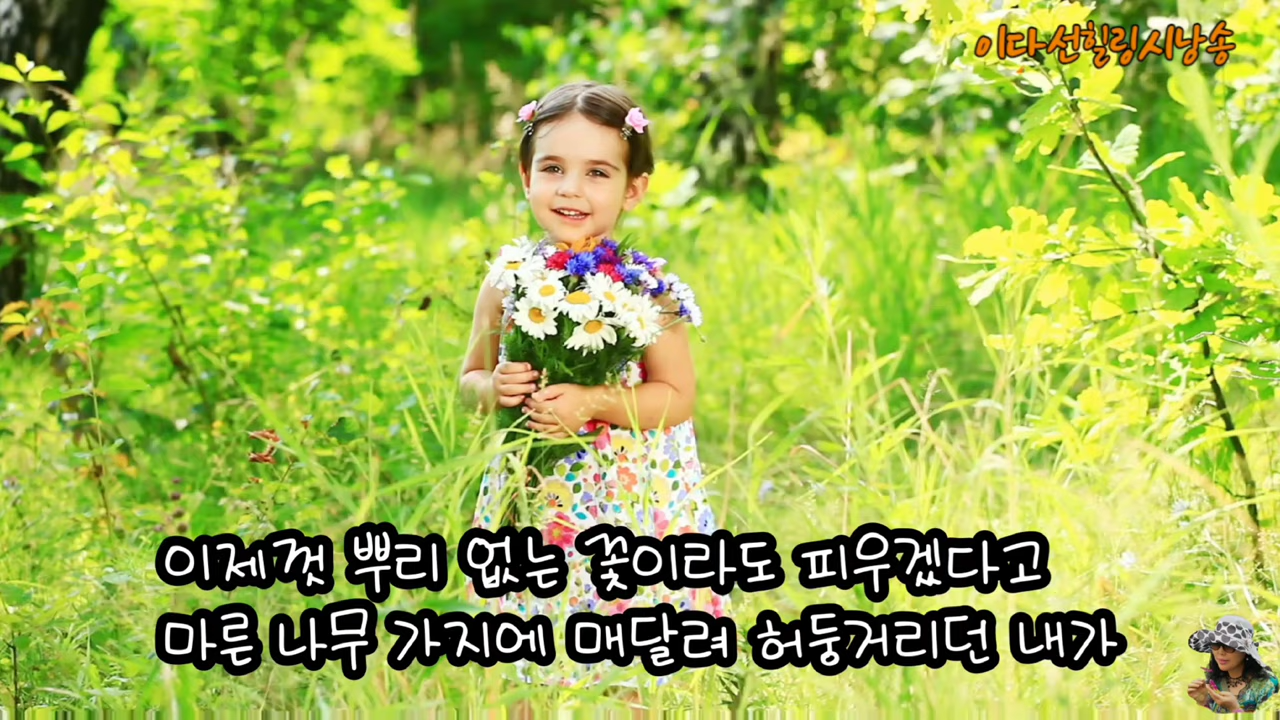 이다선힐링시낭송
이제껏 뿌리 없는 꽃이라도 피우겠다고
마른 나무 가지에 매달려 허둥거리던 내가